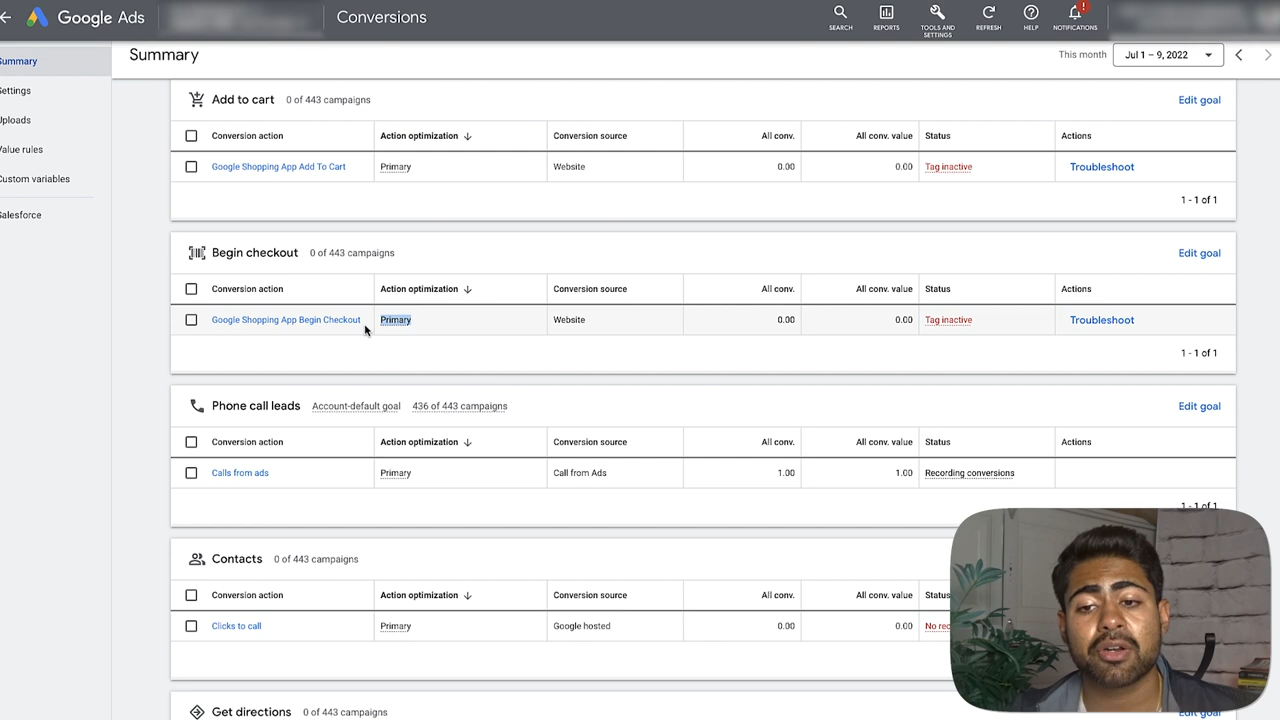 Google Ads
Conversions
SEARCH
REPORTS
TOOLS AND SETTINGS
REFRESH
HELP
!
NOTIFICATIONS
Summary
Settings
Uploads
Value rules
Custom variables
Salesforce
Summary
This month
Jul 1 – 9, 2022
Add to cart 0 of 443 campaigns Edit goal
Conversion action Action optimization Conversion source All conv. All conv. value Status Actions
Google Shopping App Add To Cart Primary Website 0.00 0.00 Tag inactive Troubleshoot
1 - 1 of 1
Begin checkout 0 of 443 campaigns Edit goal
Conversion action Action optimization Conversion source All conv. All conv. value Status Actions
Google Shopping App Begin Checkout Primary Website 0.00 0.00 Tag inactive Troubleshoot
1 - 1 of 1
Phone call leads Account-default goal 436 of 443 campaigns Edit goal
Conversion action Action optimization Conversion source All conv. All conv. value Status Actions
Calls from ads Primary Call from Ads 1.00 1.00 Recording conversions
1 - 1 of 1
Contacts 0 of 443 campaigns
Conversion action Action optimization Conversion source All conv. All conv. value Status
Clicks to call Primary Google hosted 0.00 0.00 No rec
Get directions 0 of 443 campaigns Edit goal